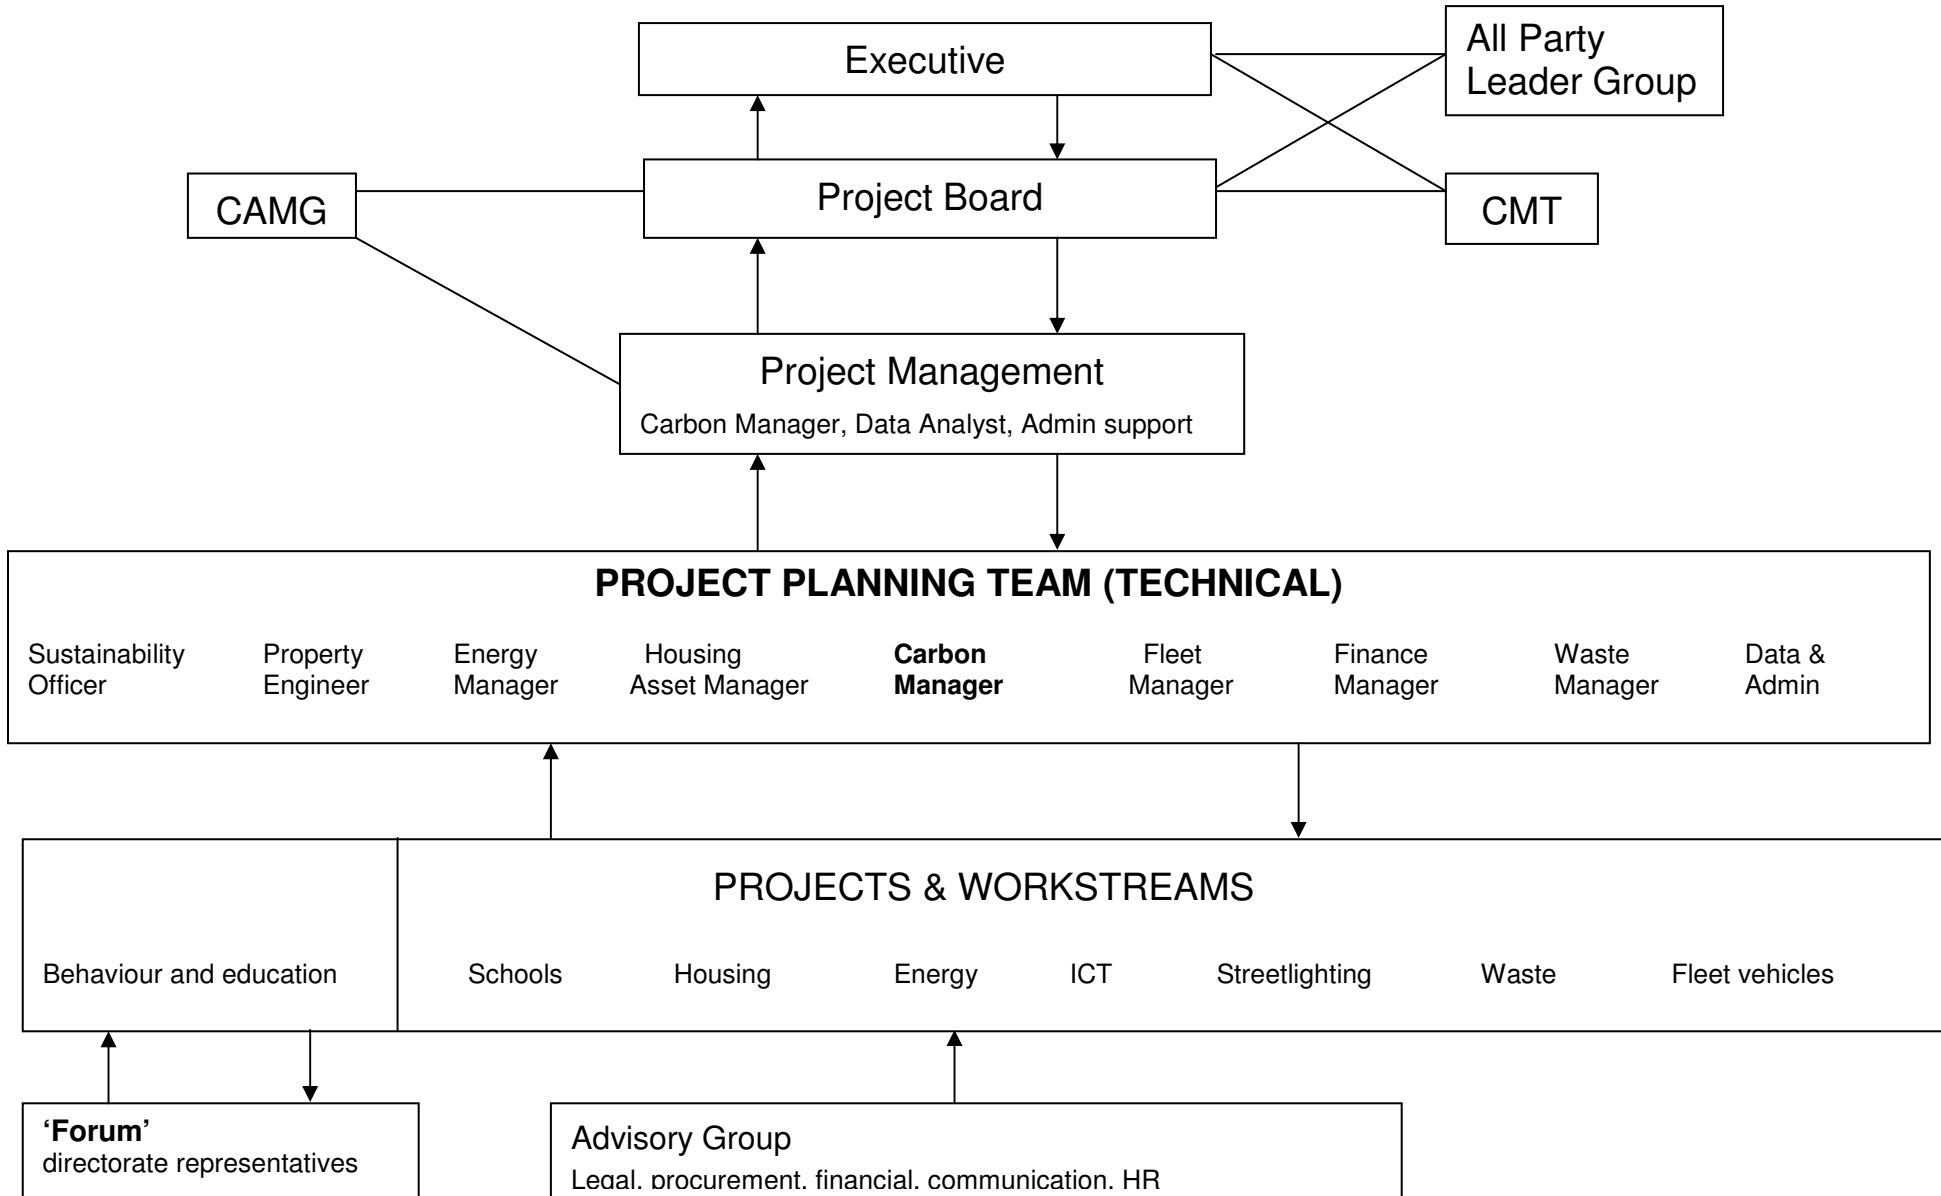 Executive
All Party
Leader Group
CAMG
Project Board
CMT
Project Management
Carbon Manager, Data Analyst, Admin support
PROJECT PLANNING TEAM (TECHNICAL)
Sustainability
Officer
Property
Engineer
Energy
Manager
Housing
Asset Manager
Carbon
Manager
Fleet
Manager
Finance
Manager
Waste
Manager
Data &
Admin
PROJECTS & WORKSTREAMS
Behaviour and education
Schools
Housing
Energy
ICT
Streetlighting
Waste
Fleet vehicles
‘Forum’
directorate representatives
Advisory Group
Legal, procurement, financial, communication, HR